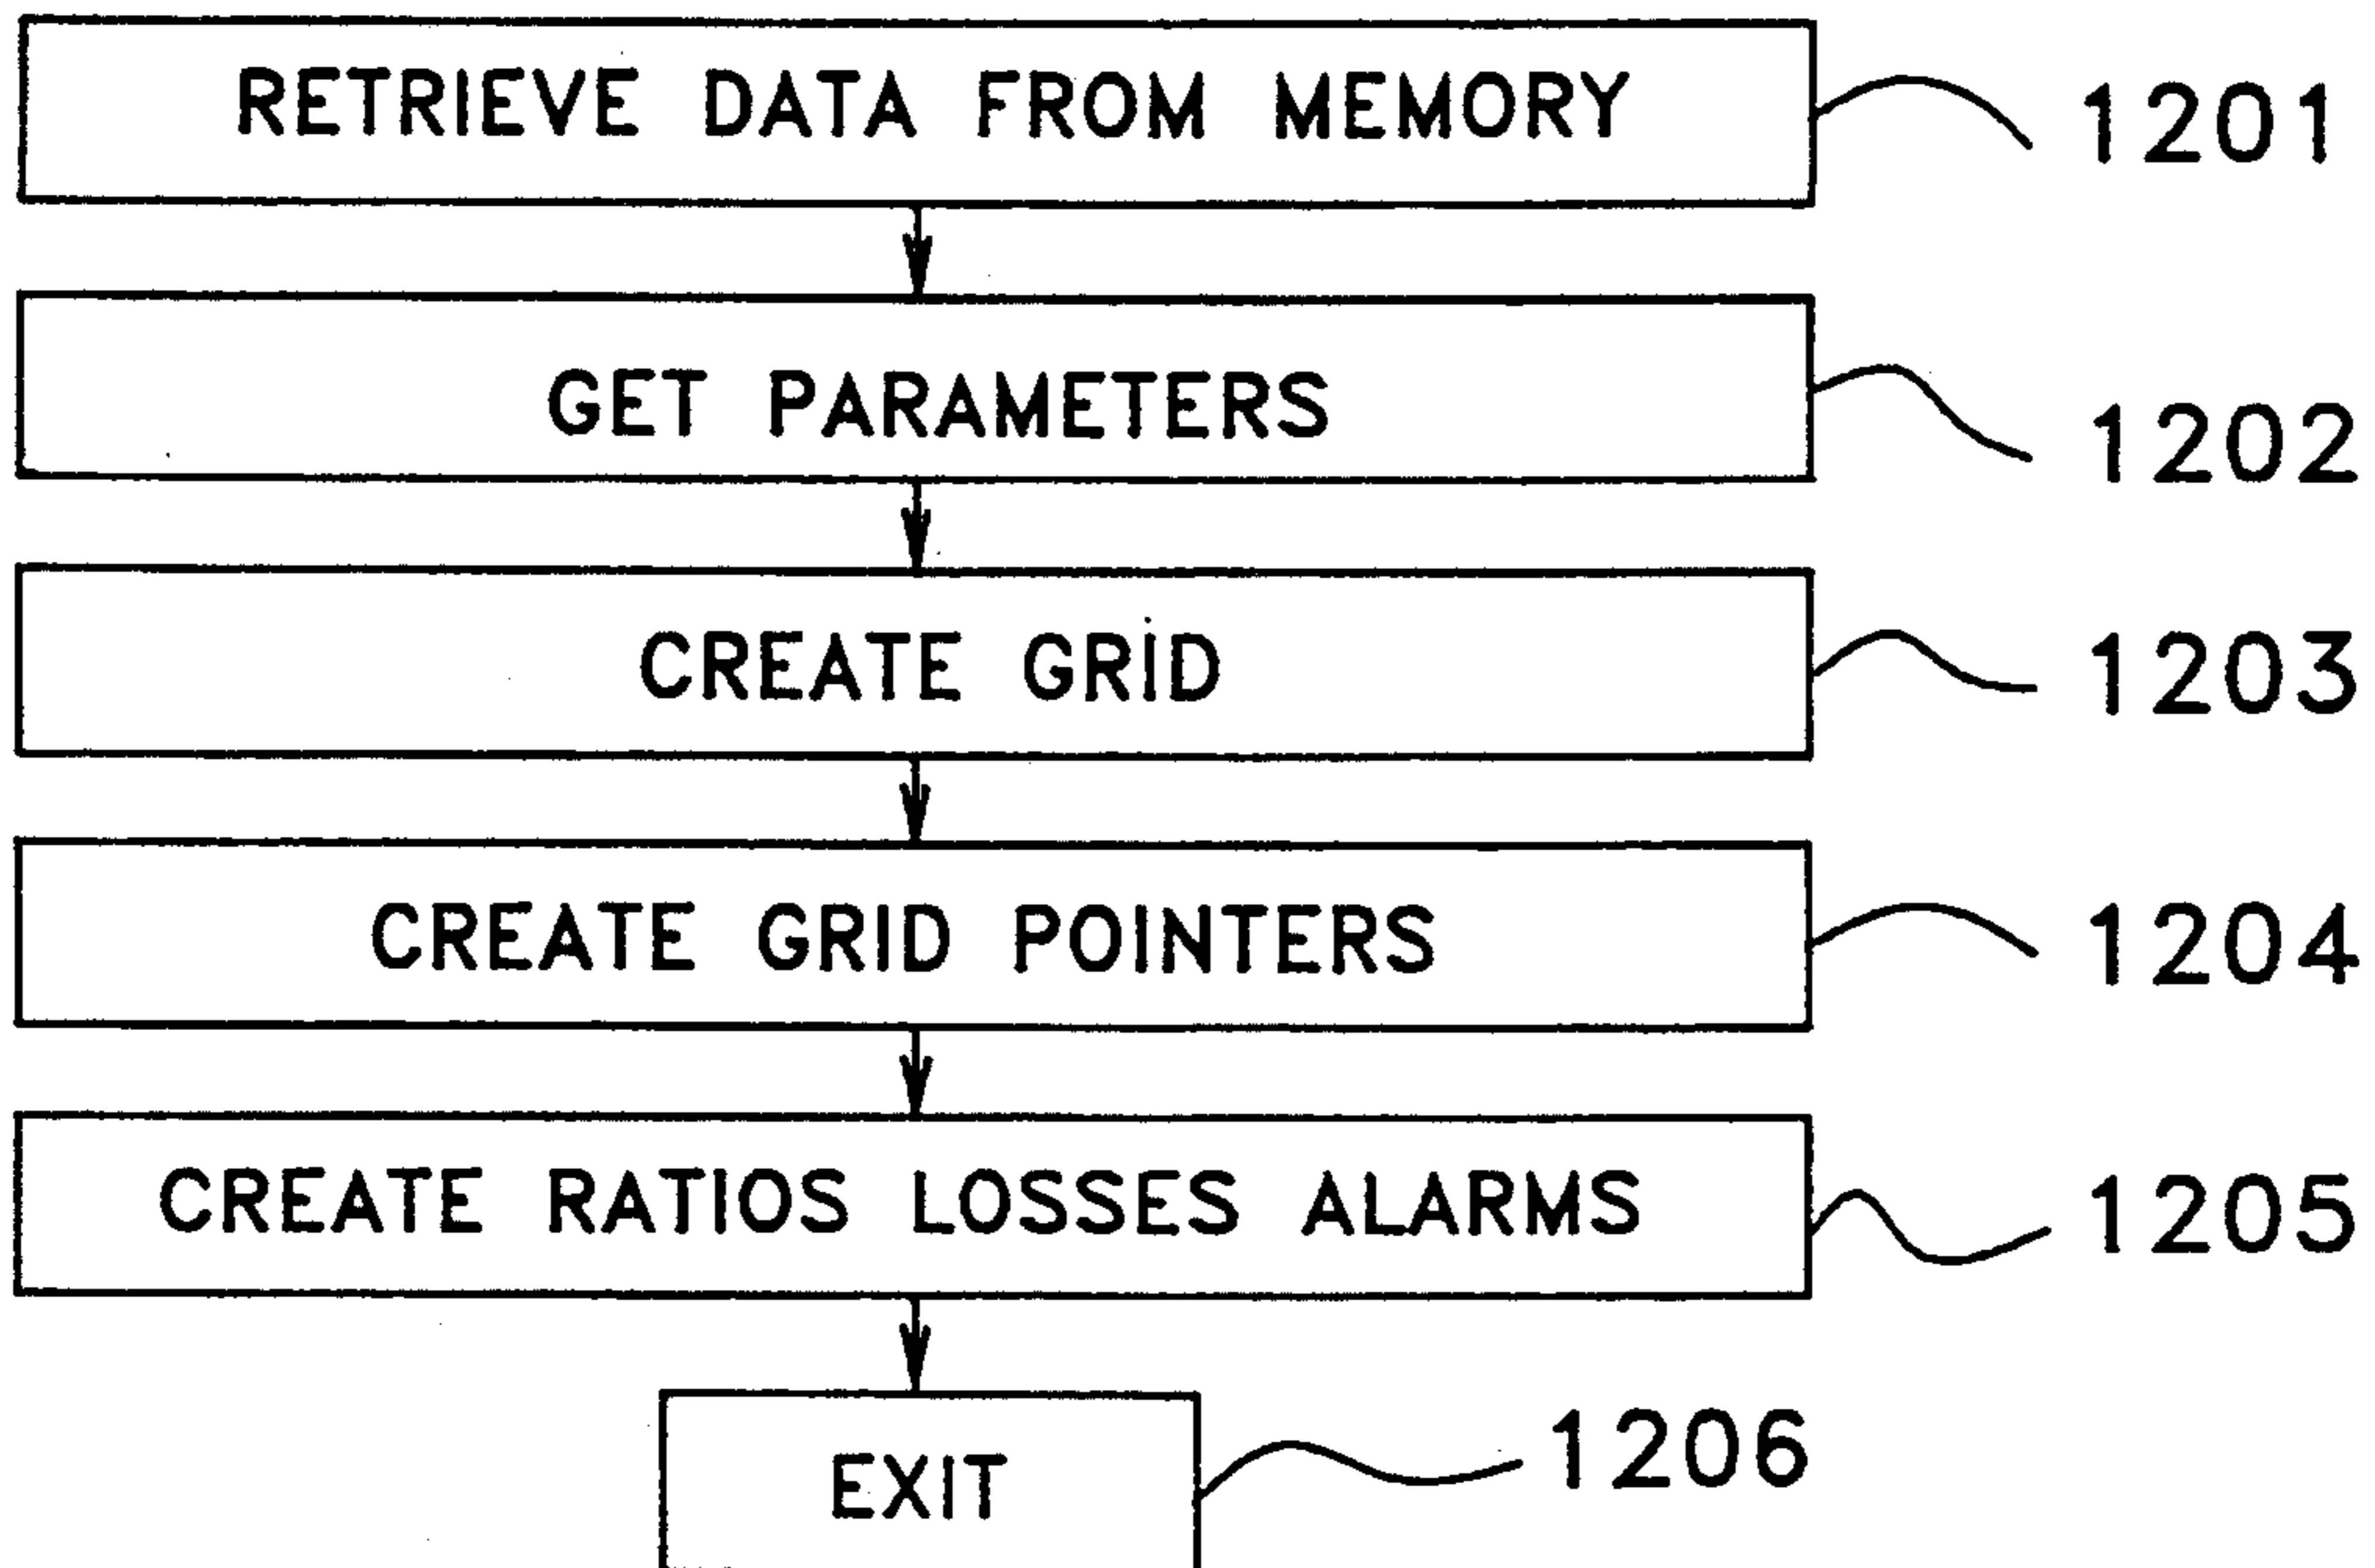 RETRIEVE DATA FROM MEMORY 1201
GET PARAMETERS 1202
CREATE GRID 1203
CREATE GRID POINTERS 1204
CREATE RATIOS LOSSES ALARMS 1205
EXIT 1206